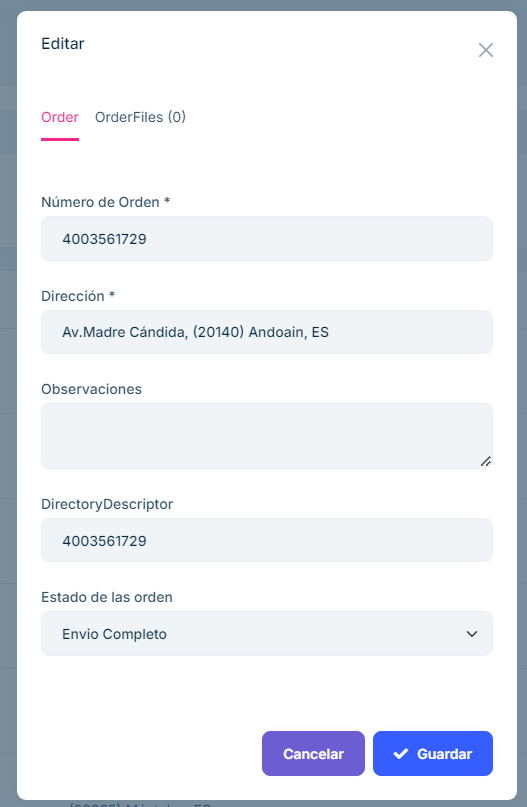 Editar
Order OrderFiles (0)
Número de Orden *
4003561729
Dirección *
Av.Madre Cándida, (20140) Andoain, ES
Observaciones
DirectoryDescriptor
4003561729
Estado de las orden
Envio Completo
Cancelar Guardar